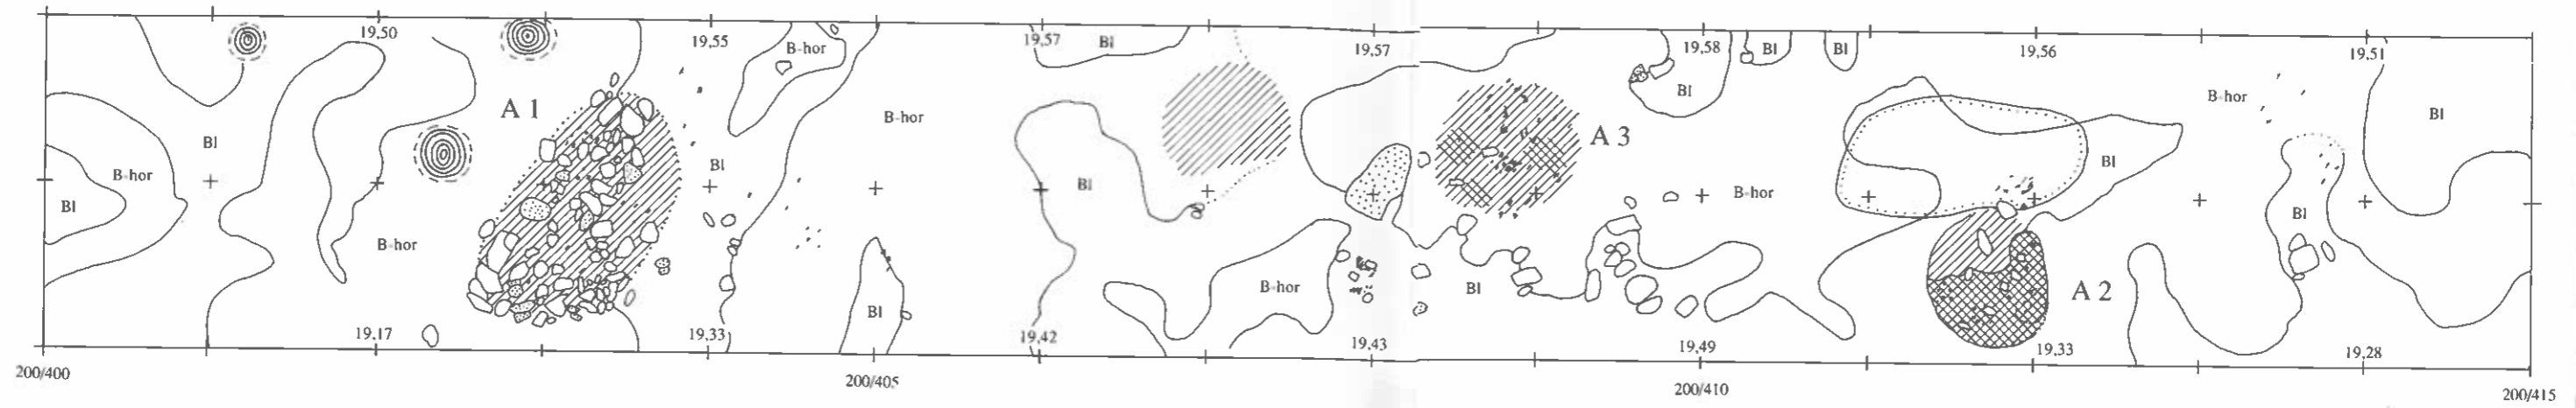 19,50
19,55
B-hor
19,57
Bl
19,57
19,58
Bl
Bl
19,56
19,51
A 1
B-hor
A 3
Bl
B-hor
Bl
Bl
B-hor
Bl
Bl
Bl
Bl
B-hor
Bl
B-hor
B-hor
Bl
A 2
Bl
19,17
19,33
19,42
19,43
19,49
19,33
19,28
200/400
200/405
200/410
200/415